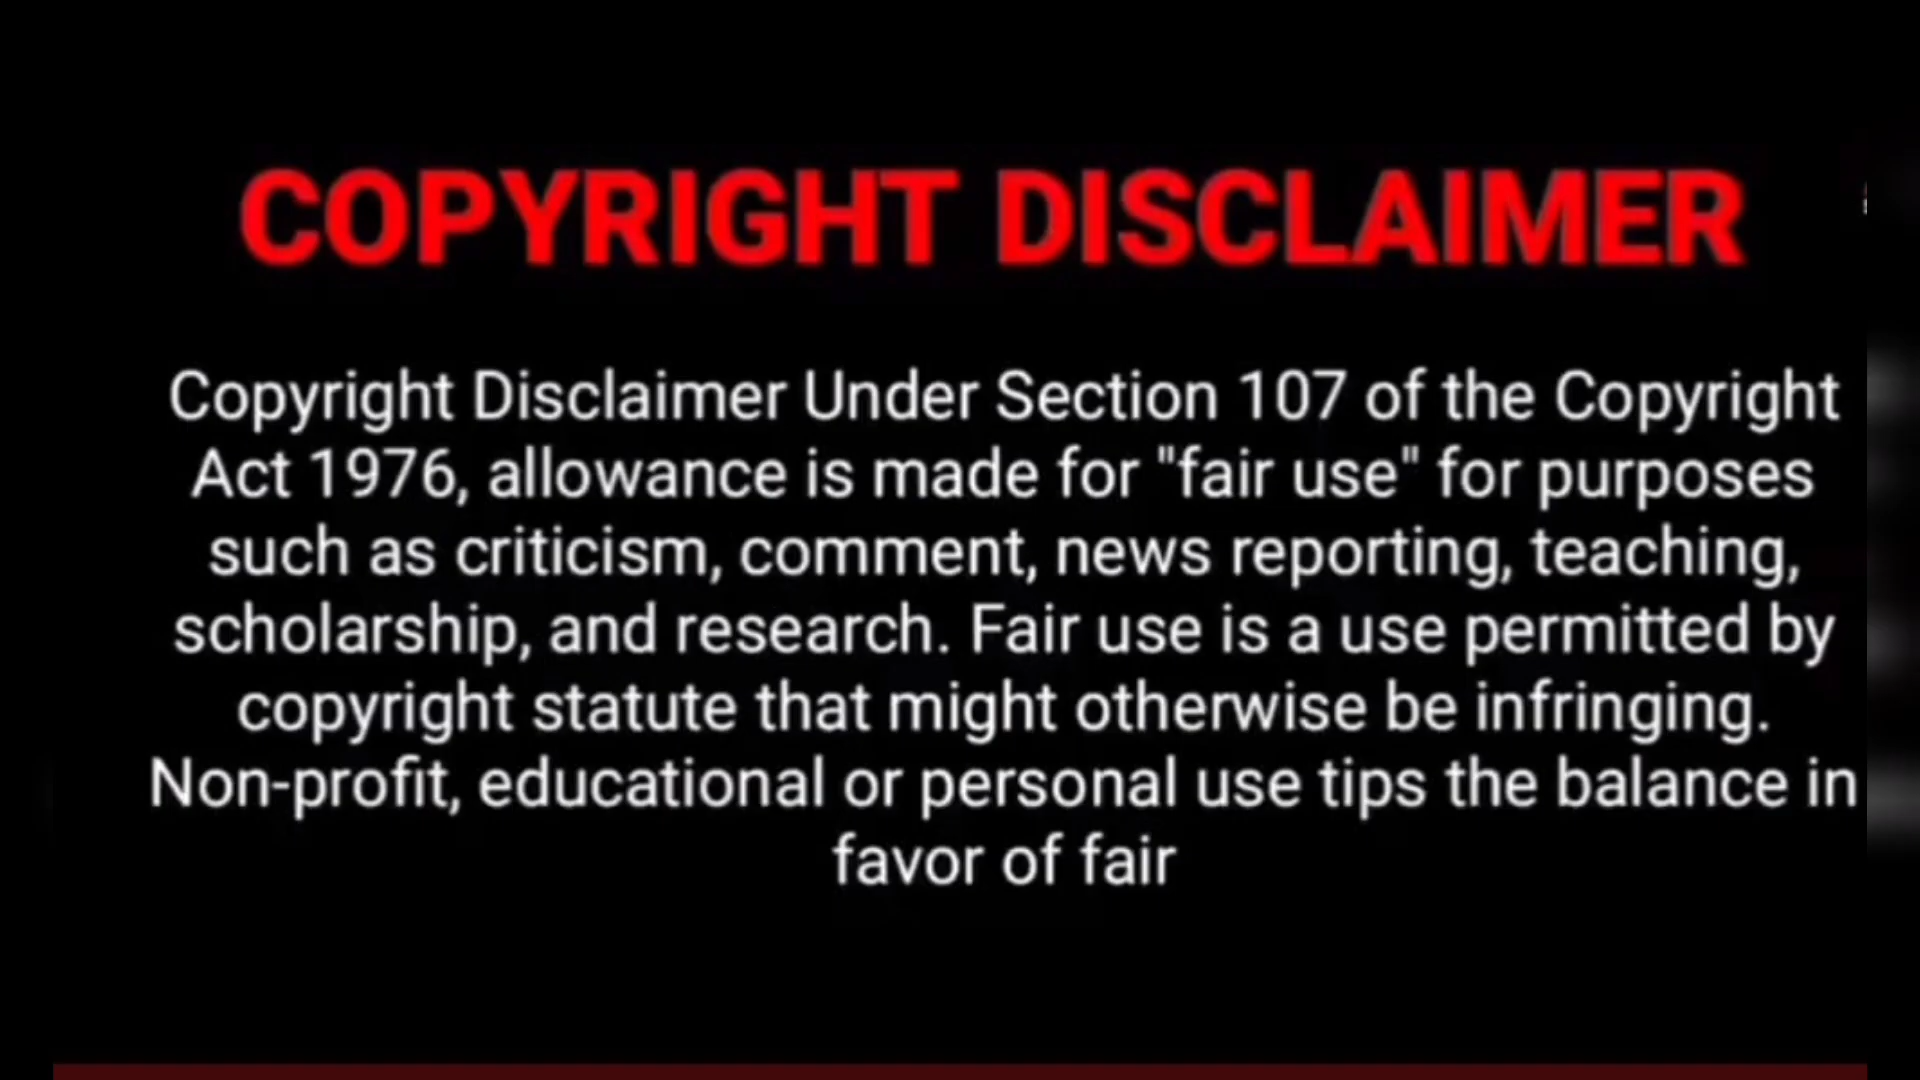 COPYRIGHT DISCLAIMER
Copyright Disclaimer Under Section 107 of the Copyright
Act 1976, allowance is made for "fair use" for purposes
such as criticism, comment, news reporting, teaching,
scholarship, and research. Fair use is a use permitted by
copyright statute that might otherwise be infringing.
Non-profit, educational or personal use tips the balance in
favor of fair